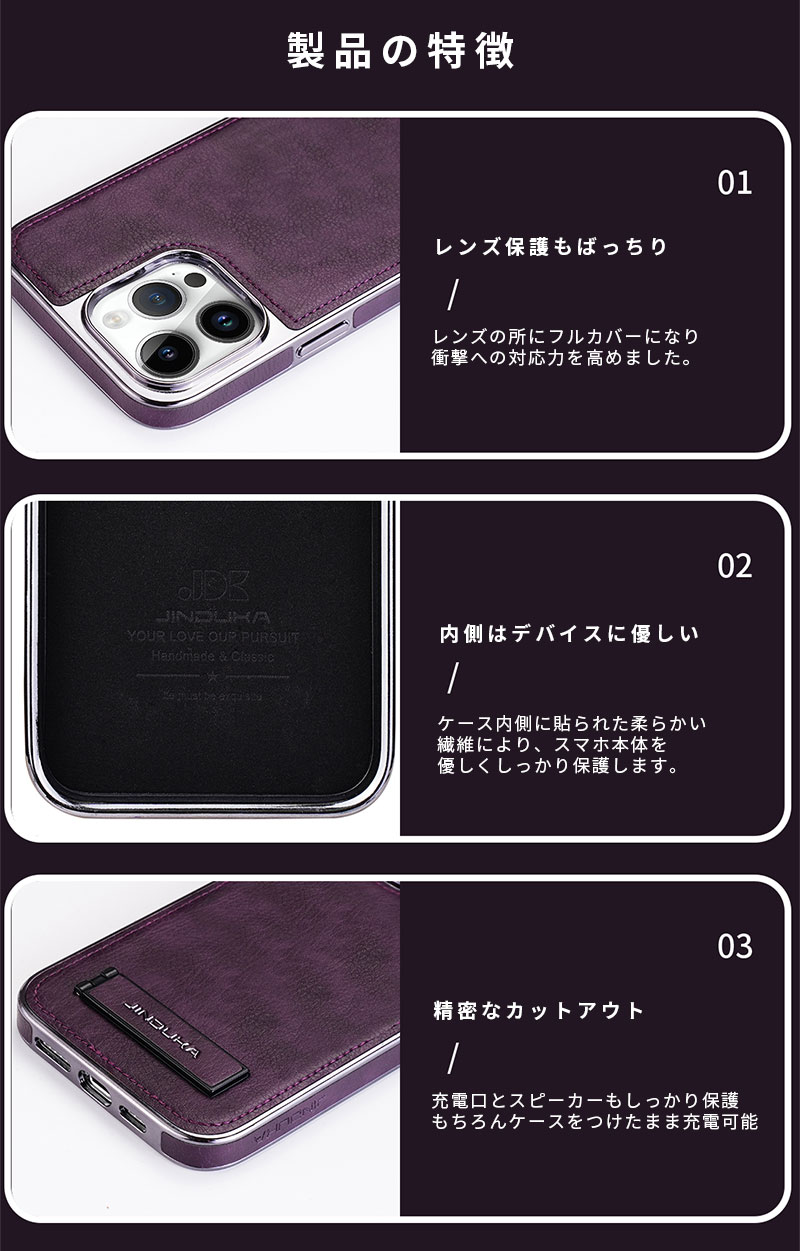 製品の特徴
01
レンズ保護もばっちり
/
レンズの所にフルカバーになり
衝撃への対応力を高めました。
JDK
JINDUKA
YOUR LOVE OUR PURSUIT
Handmade & Classic
02
内側はデバイスに優しい
/
ケース内側に貼られた柔らかい
繊維により、スマホ本体を
優しくしっかり保護します。
JINDUKA
JINDUKA
03
精密なカットアウト
/
充電口とスピーカーもしっかり保護
もちろんケースをつけたまま充電可能